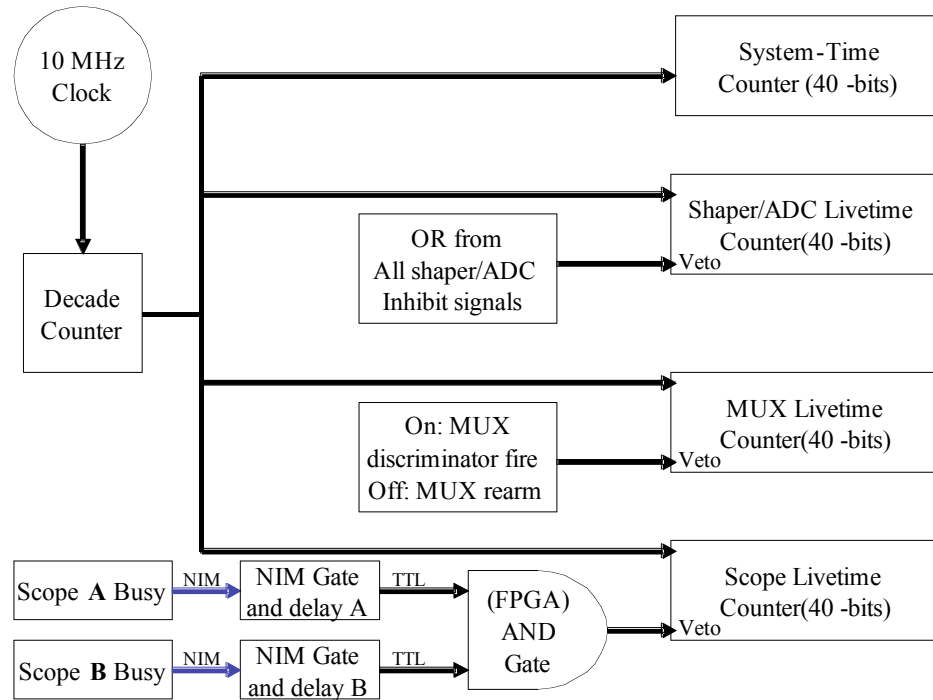 10 MHz
Clock
System-Time
Counter (40 -bits)
Shaper/ADC Livetime
Counter(40 -bits)
Veto
OR from
All shaper/ADC
Inhibit signals
Decade
Counter
MUX Livetime
Counter(40 -bits)
Veto
On: MUX
discriminator fire
Off: MUX rearm
Scope Livetime
Counter(40 -bits)
Veto
Scope A Busy
NIM
NIM Gate
and delay A
TTL
(FPGA)
AND
Gate
Scope B Busy
NIM
NIM Gate
and delay B
TTL